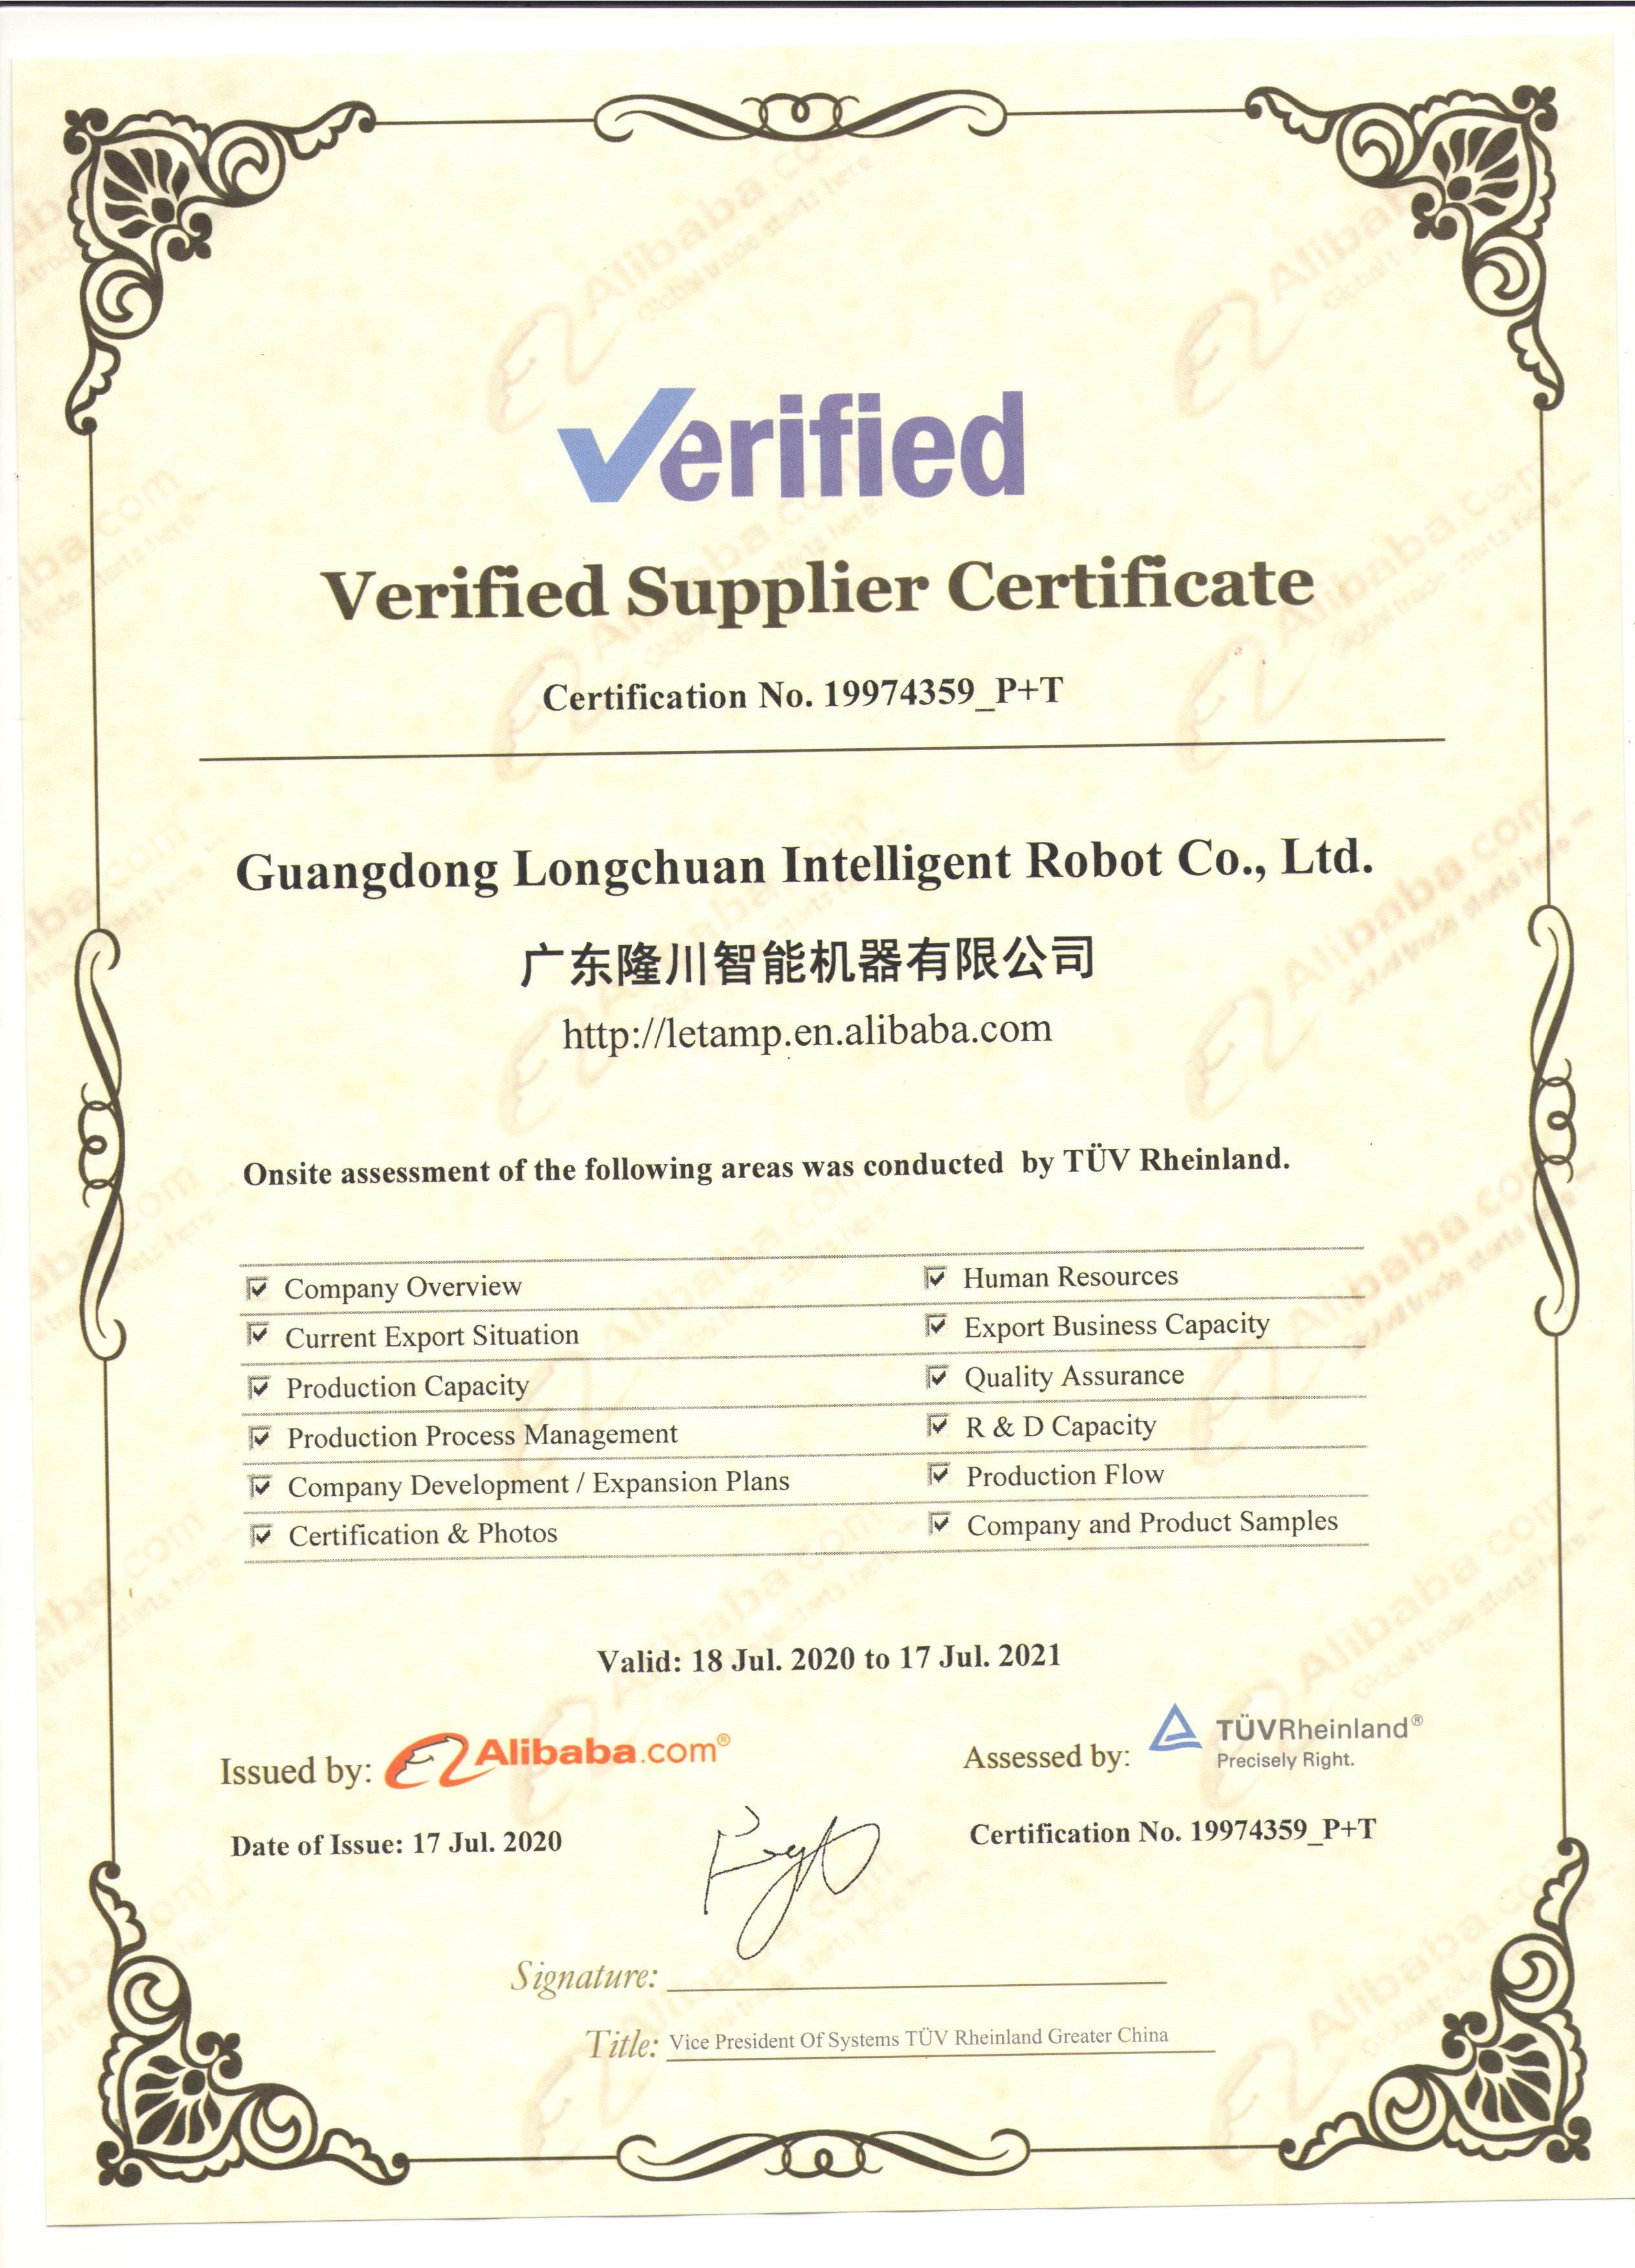 Verified
Verified Supplier Certificate
Certification No. 19974359_P+T
Guangdong Longchuan Intelligent Robot Co., Ltd.
广东隆川智能机器有限公司
http://letamp.en.alibaba.com
Onsite assessment of the following areas was conducted by TÜV Rheinland.
Company Overview
Human Resources
Current Export Situation
Export Business Capacity
Production Capacity
Quality Assurance
Production Process Management
R & D Capacity
Company Development / Expansion Plans
Production Flow
Certification & Photos
Company and Product Samples
Valid: 18 Jul. 2020 to 17 Jul. 2021
Issued by: Alibaba.com®
Assessed by: TÜVRheinland®
Precisely Right.
Date of Issue: 17 Jul. 2020
Certification No. 19974359_P+T
Signature:
Title: Vice President Of Systems TÜV Rheinland Greater China